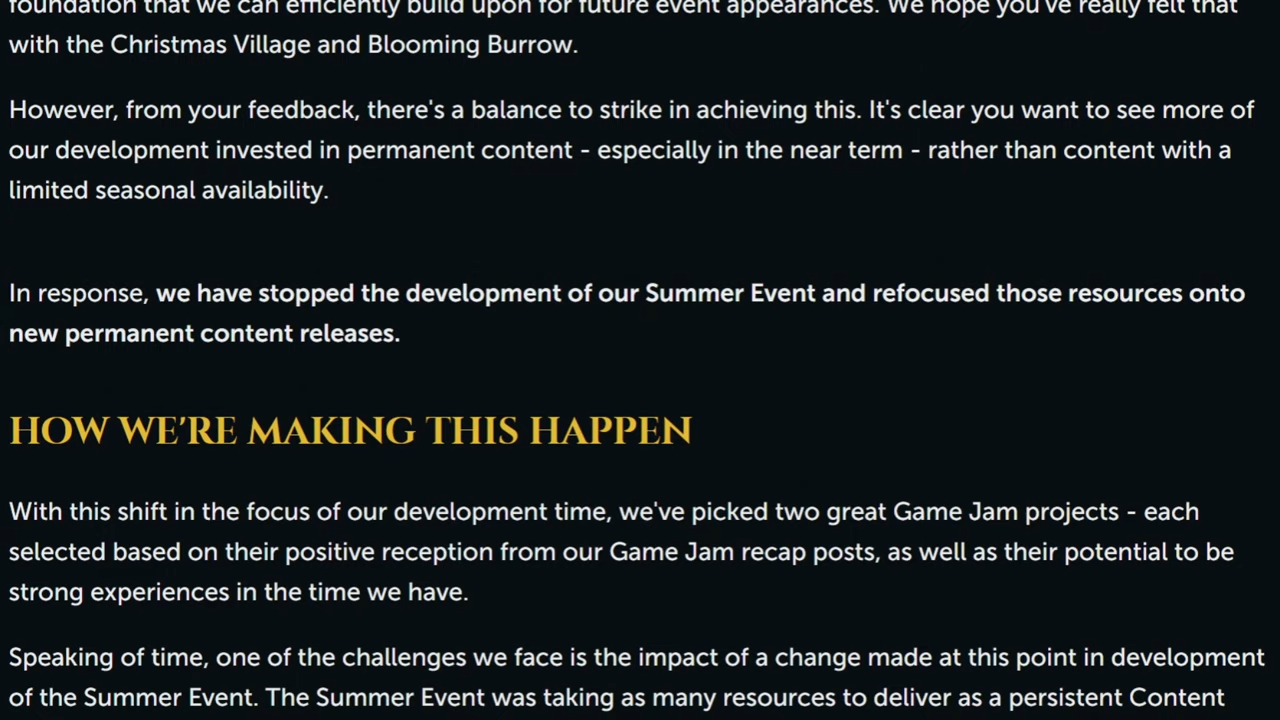 foundation that we can efficiently build upon for future event appearances. We hope you've really felt that
with the Christmas Village and Blooming Burrow.
However, from your feedback, there's a balance to strike in achieving this. It's clear you want to see more of
our development invested in permanent content - especially in the near term - rather than content with a
limited seasonal availability.
In response, we have stopped the development of our Summer Event and refocused those resources onto
new permanent content releases.
HOW WE'RE MAKING THIS HAPPEN
With this shift in the focus of our development time, we've picked two great Game Jam projects - each
selected based on their positive reception from our Game Jam recap posts, as well as their potential to be
strong experiences in the time we have.
Speaking of time, one of the challenges we face is the impact of a change made at this point in development
of the Summer Event. The Summer Event was taking as many resources to deliver as a persistent Content